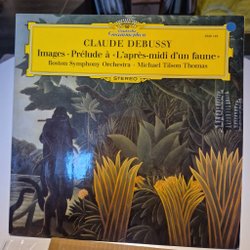 Deutsche
Grammophon
CLAUDE DEBUSSY
Images · Prélude à «L'après-midi d'un faune»
Boston Symphony Orchestra · Michael Tilson Thomas
STEREO